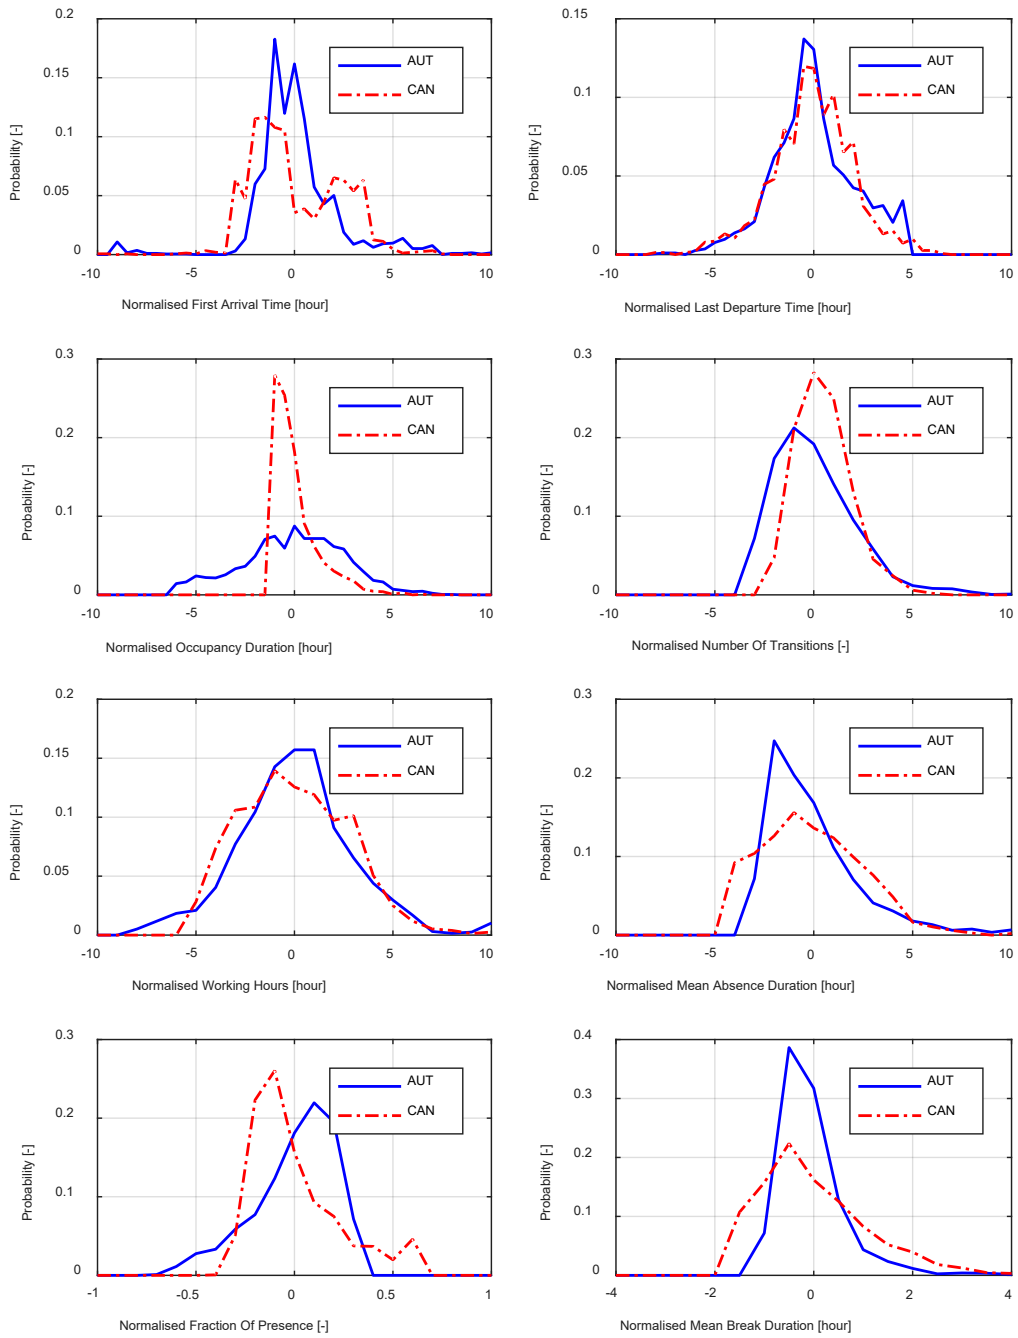 0.2
0.15
0.1
0.05
0
Probability [-]
AUT
CAN
-10
-5
0
5
10
Normalised First Arrival Time [hour]
0.15
0.1
0.05
0
Probability [-]
AUT
CAN
-10
-5
0
5
10
Normalised Last Departure Time [hour]
0.3
0.2
0.1
0
Probability [-]
AUT
CAN
-10
-5
0
5
10
Normalised Occupancy Duration [hour]
0.3
0.2
0.1
0
Probability [-]
AUT
CAN
-10
-5
0
5
10
Normalised Number Of Transitions [-]
0.2
0.15
0.1
0.05
0
Probability [-]
AUT
CAN
-10
-5
0
5
10
Normalised Working Hours [hour]
0.3
0.2
0.1
0
Probability [-]
AUT
CAN
-10
-5
0
5
10
Normalised Mean Absence Duration [hour]
0.3
0.2
0.1
0
Probability [-]
AUT
CAN
-1
-0.5
0
0.5
1
Normalised Fraction Of Presence [-]
0.4
0.3
0.2
0.1
0
Probability [-]
AUT
CAN
-4
-2
0
2
4
Normalised Mean Break Duration [hour]